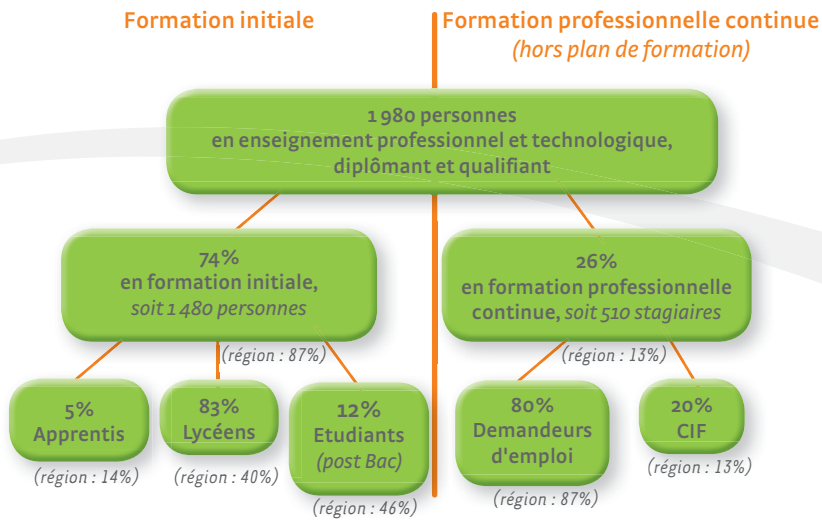 Formation initiale
Formation professionnelle continue
(hors plan de formation)
1 980 personnes
en enseignement professionnel et technologique,
diplômant et qualifiant
74%
en formation initiale,
soit 1 480 personnes
(région : 87%)
26%
en formation professionnelle
continue, soit 510 stagiaires
(région : 13%)
5%
Apprentis
(région : 14%)
83%
Lycéens
(région : 40%)
12%
Etudiants
(post Bac)
(région : 46%)
80%
Demandeurs
d'emploi
(région : 87%)
20%
CIF
(région : 13%)